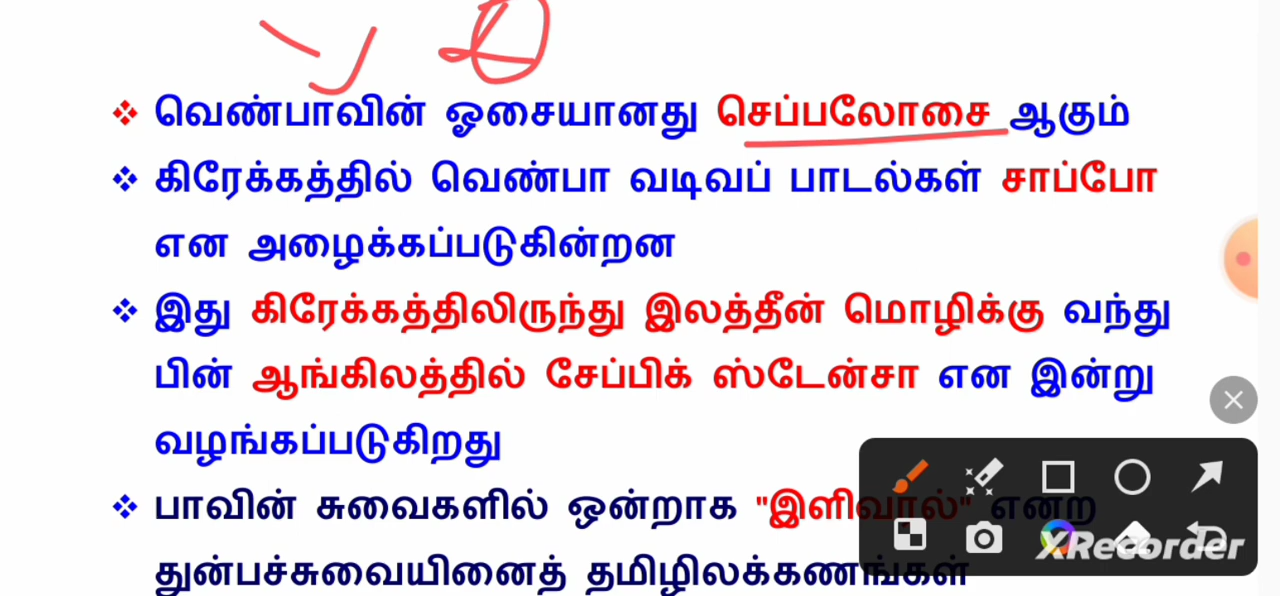 ❖ வெண்பாவின் ஓசையானது செப்பலோசை ஆகும்
❖ கிரேக்கத்தில் வெண்பா வடிவப் பாடல்கள் சாப்போ
என அழைக்கப்படுகின்றன
❖ இது கிரேக்கத்திலிருந்து இலத்தீன் மொழிக்கு வந்து
பின் ஆங்கிலத்தில் சேப்பிக் ஸ்டேன்சா என இன்று
வழங்கப்படுகிறது
❖ பாவின் சுவைகளில் ஒன்றாக "இளிவரல்" என்ற
துன்பச்சுவையினைத் தமிழிலக்கணங்கள்
XRecorder